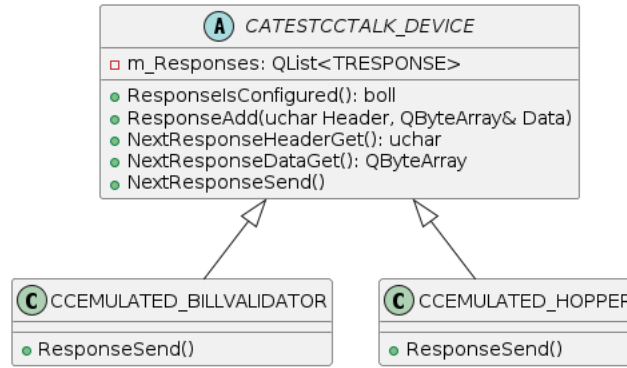 A CATESTCCTALK_DEVICE
m_Responses: QList<TRESPONSE>
ResponseIsConfigured(): boll
ResponseAdd(uchar Header, QByteArray& Data)
NextResponseHeaderGet(): uchar
NextResponseDataGet(): QByteArray
NextResponseSend()
C CCEMULATED_BILLVALIDATOR
ResponseSend()
C CCEMULATED_HOPPER
ResponseSend()